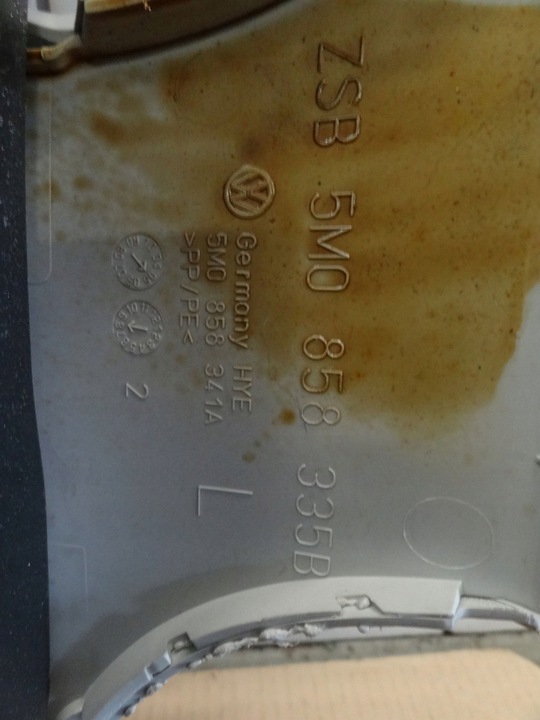 ZSB 5M0 858 335B
Germany HYE
5M0 858 341A
>PP/PE<
2
L